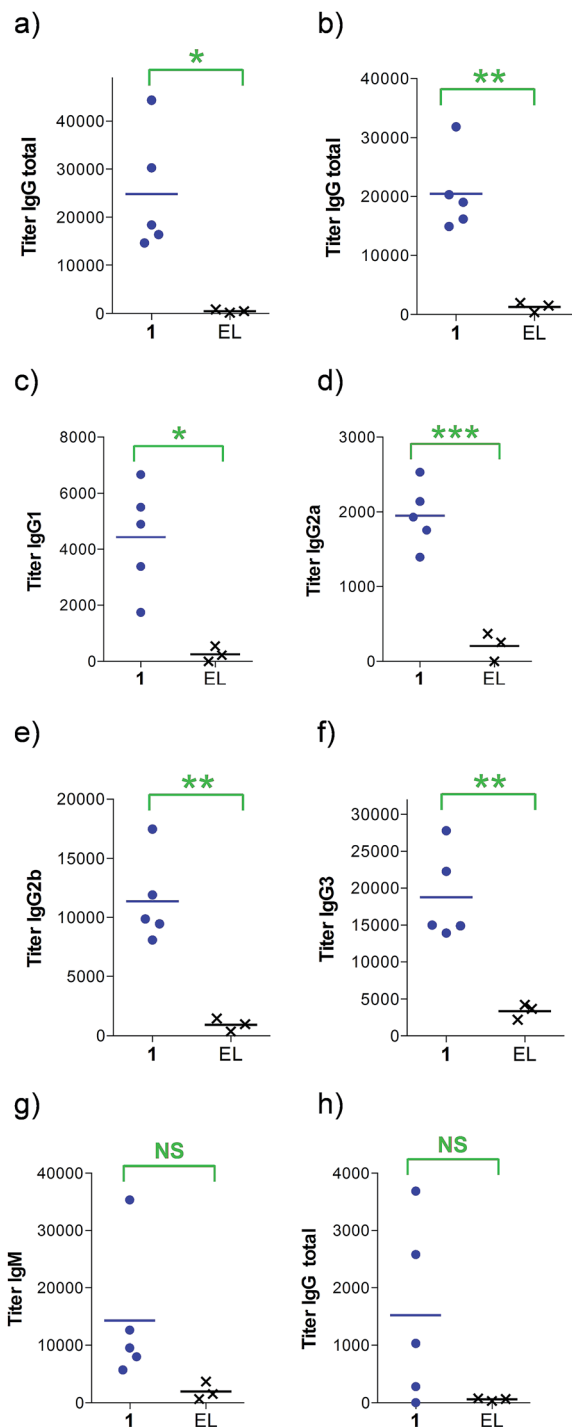 a)
*
Titer IgG total
40000
30000
20000
10000
0
1 EL
b)
**
Titer IgG total
40000
30000
20000
10000
0
1 EL
c)
*
Titer IgG1
8000
6000
4000
2000
0
1 EL
d)
***
Titer IgG2a
3000
2000
1000
0
1 EL
e)
**
Titer IgG2b
20000
15000
10000
5000
0
1 EL
f)
**
Titer IgG3
30000
25000
20000
15000
10000
5000
0
1 EL
g)
NS
Titer IgM
40000
30000
20000
10000
0
1 EL
h)
NS
Titer IgG total
4000
3000
2000
1000
0
1 EL